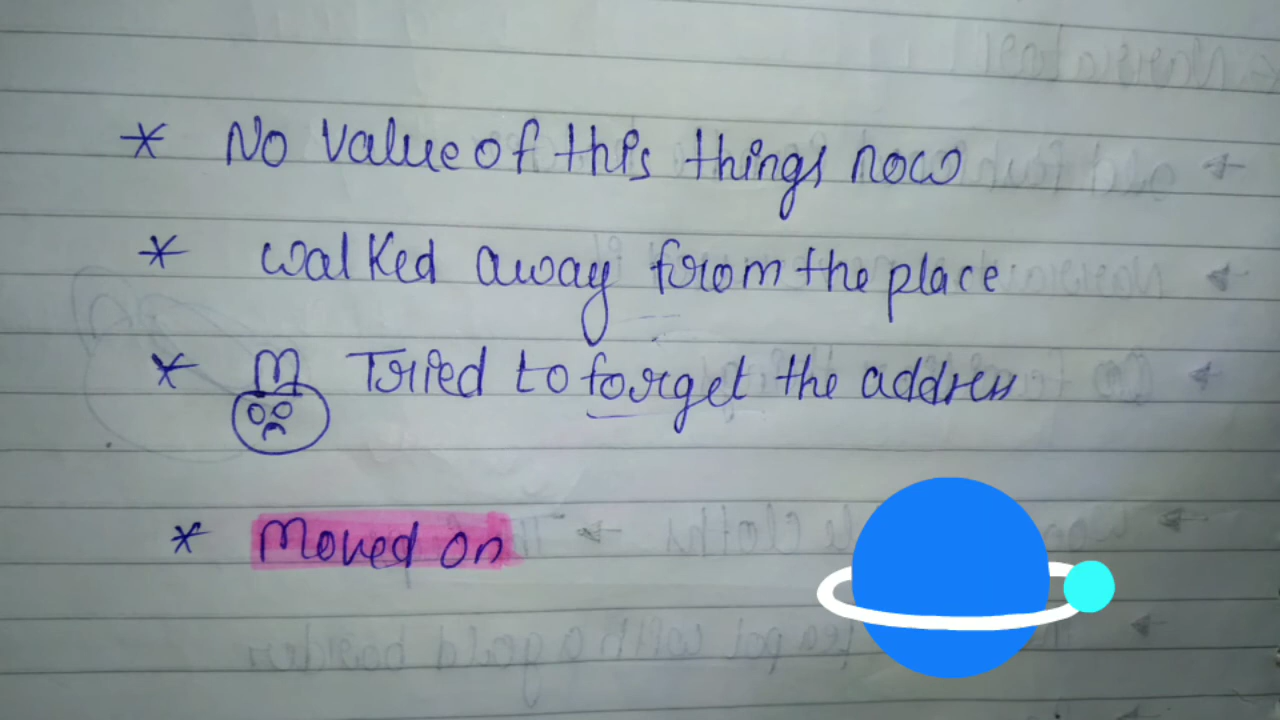 * No value of this things now
* walked away from the place
* Tried to forget the address
* Moved on